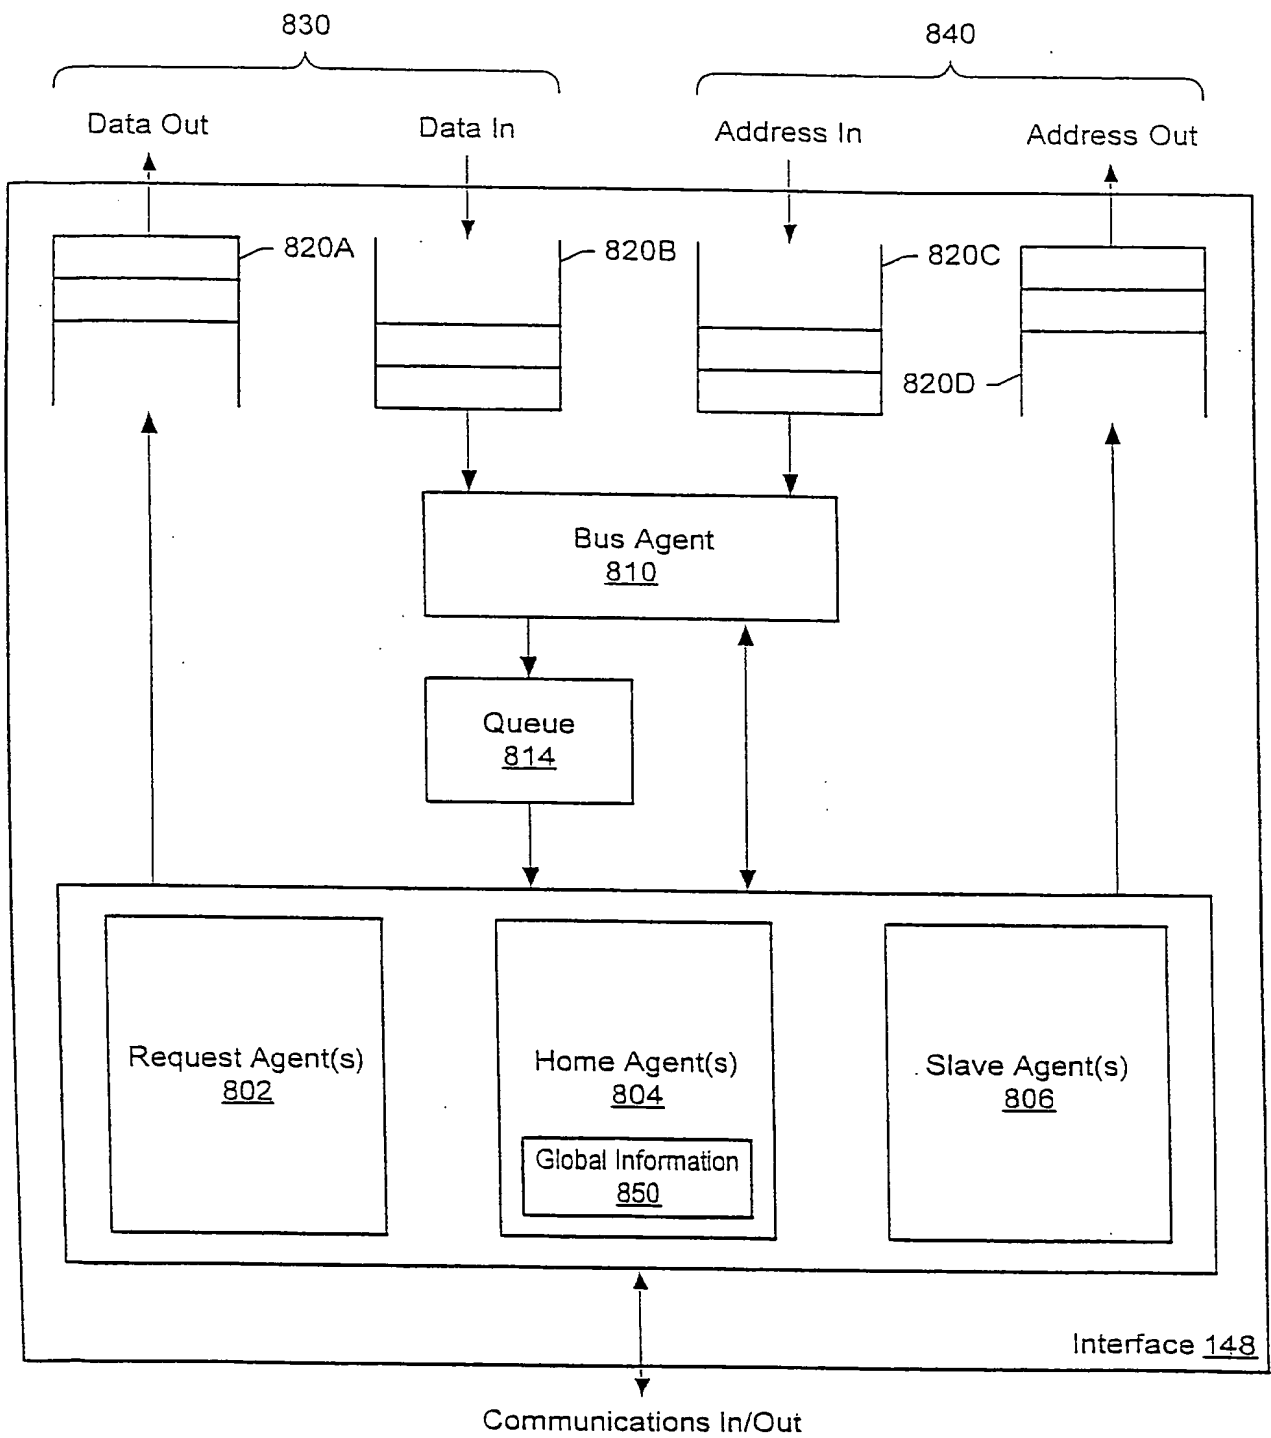 830
840
Data Out
Data In
Address In
Address Out
820A
820B
820C
820D
Bus Agent
810
Queue
814
Request Agent(s)
802
Home Agent(s)
804
Slave Agent(s)
806
Global Information
850
Interface 148
Communications In/Out